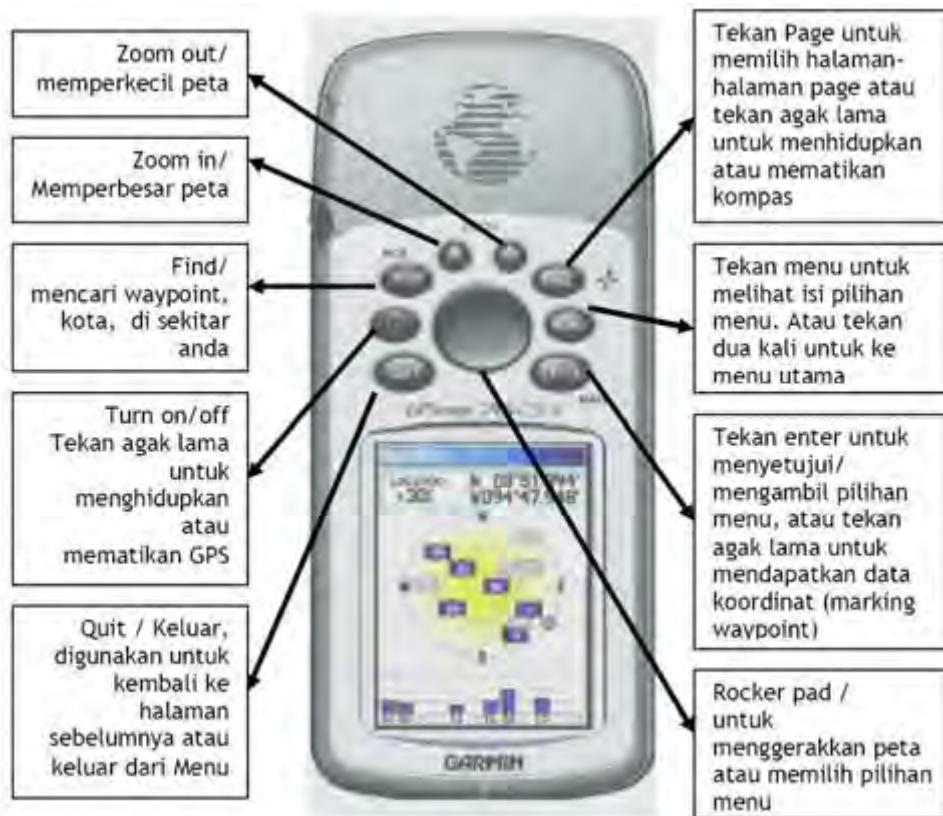 Zoom out/
memperkecil peta
Zoom in/
Memperbesar peta
Find/
mencari waypoint,
kota, di sekitar
anda
Turn on/off
Tekan agak lama
untuk
menghidupkan
atau
mematikan GPS
Quit / Keluar,
digunakan untuk
kembali ke
halaman
sebelumnya atau
keluar dari Menu
Tekan Page untuk
memilih halaman-
halaman page atau
tekan agak lama
untuk menhidupkan
atau mematikan
kompas
Tekan menu untuk
melihat isi pilihan
menu. Atau tekan
dua kali untuk ke
menu utama
Tekan enter untuk
menyetujui/
mengambil pilihan
menu, atau tekan
agak lama untuk
mendapatkan data
koordinat (marking
waypoint)
Rocker pad /
untuk
menggerakkan peta
atau memilih pilihan
menu
GARMIN